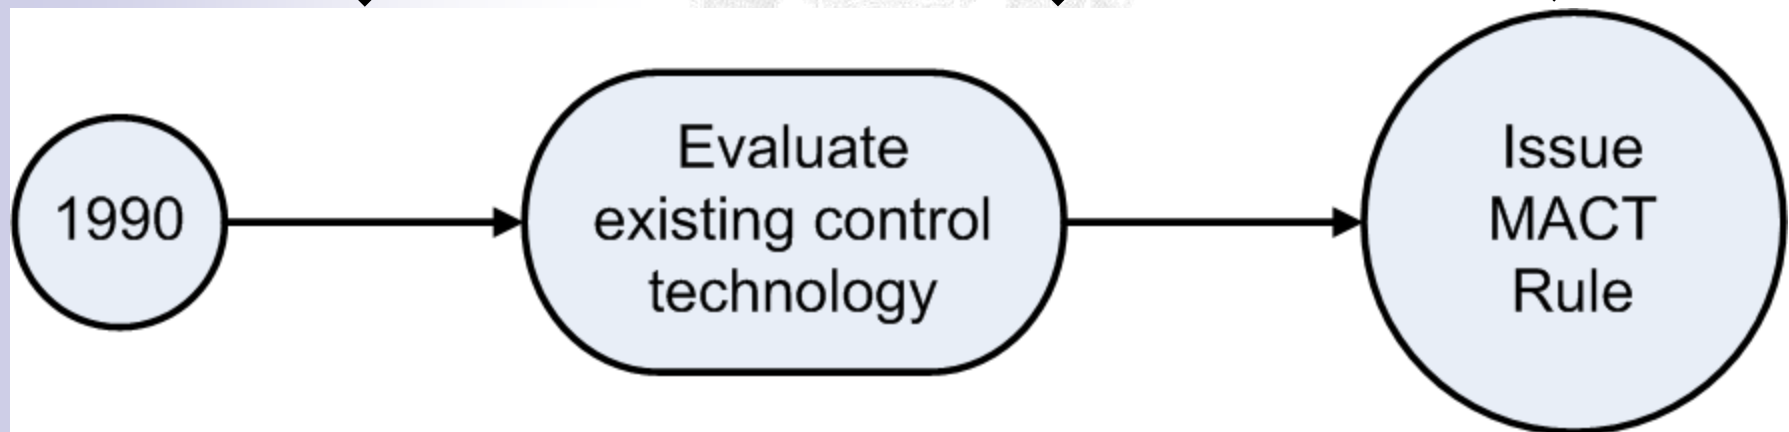 1990
Evaluate
existing control
technology
Issue
MACT
Rule